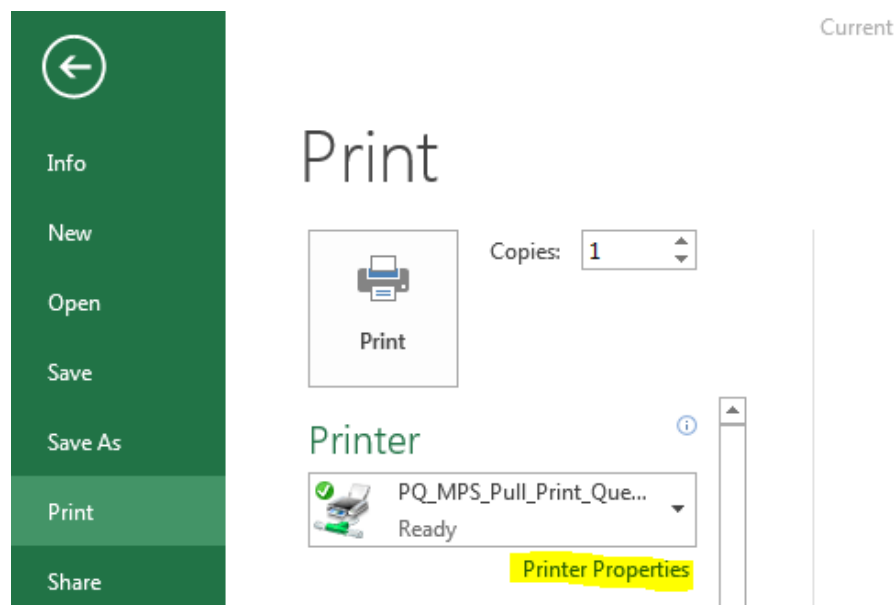 Current
Info
New
Open
Save
Save As
Print
Share
Print
Print
Copies: 1
Printer
PQ_MPS_Pull_Print_Que...
Ready
Printer Properties